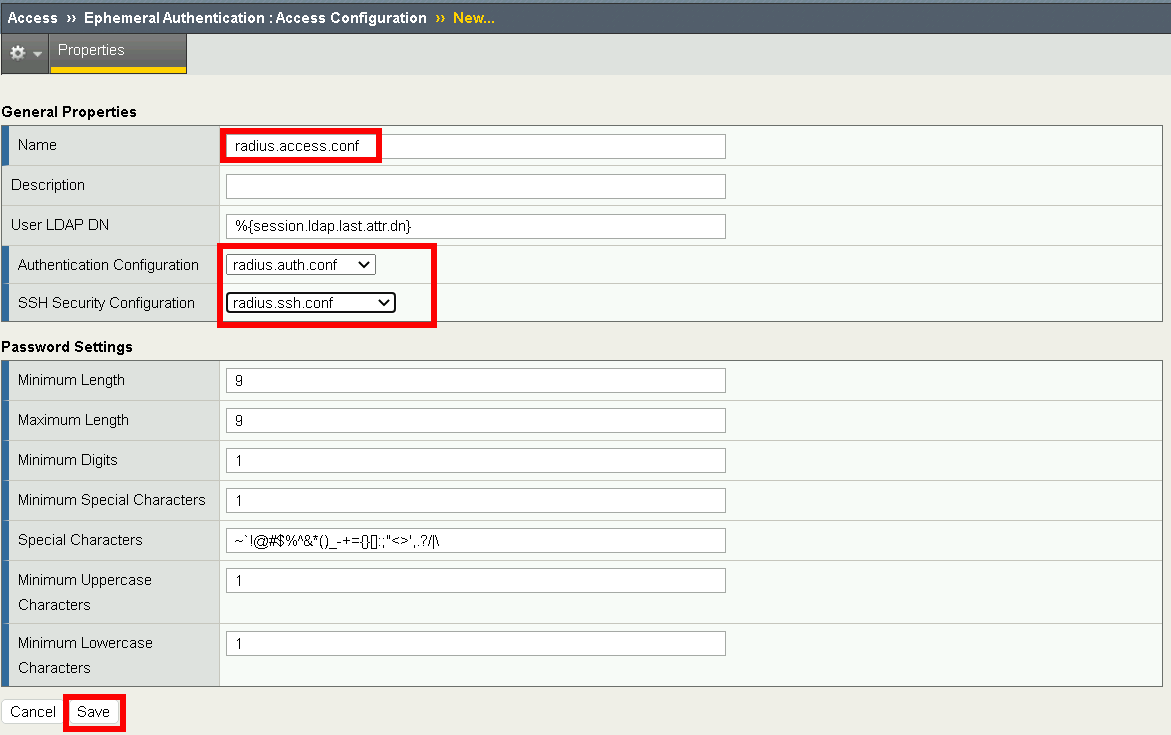 Access ›› Ephemeral Authentication : Access Configuration ›› New...
Properties
General Properties
Name radius.access.conf
Description
User LDAP DN %{session.ldap.last.attr.dn}
Authentication Configuration radius.auth.conf
SSH Security Configuration radius.ssh.conf
Password Settings
Minimum Length 9
Maximum Length 9
Minimum Digits 1
Minimum Special Characters 1
Special Characters ~`!@#$%^&*()_-+={}[]:;"<>',.?/|\
Minimum Uppercase
Characters
1
Minimum Lowercase
Characters
1
Cancel Save